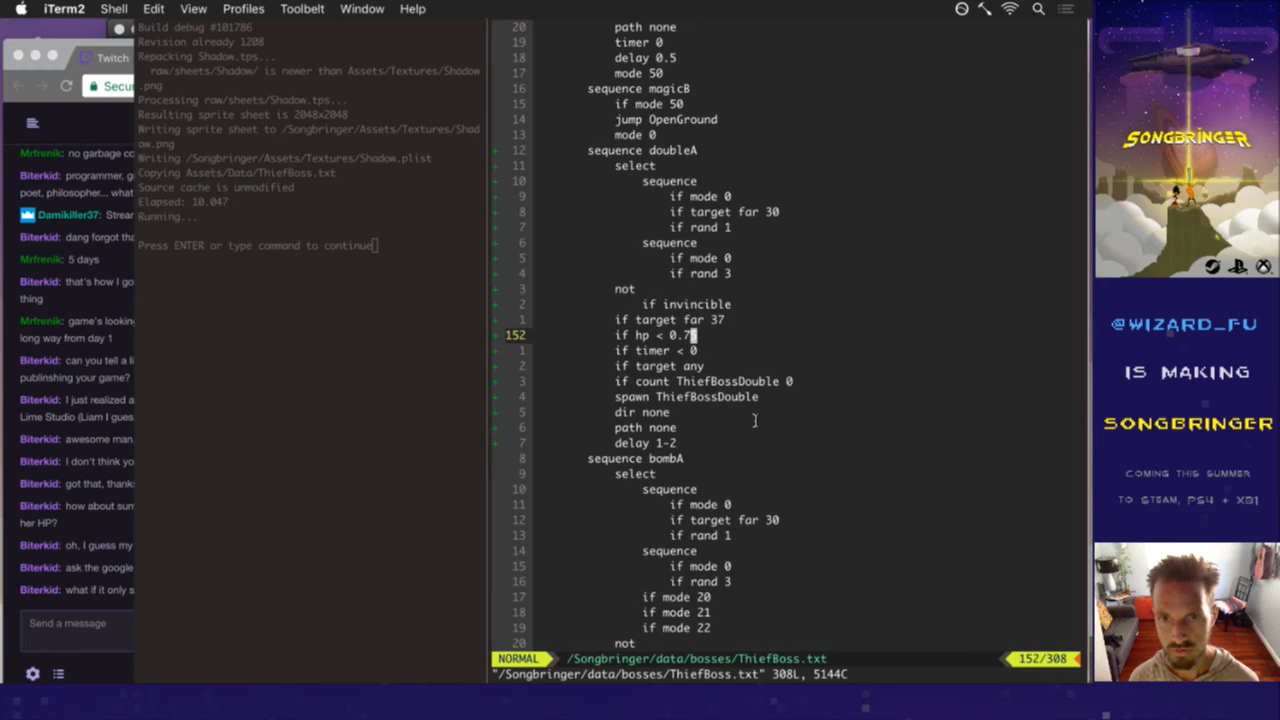 iTerm2 Shell Edit View Profiles Toolbelt Window Help
Twitch
Secu
Mrfrenik: no garbage co
Biterkid: programmer, g
poet, philosopher... what
Damikiller37: Strear
Biterkid: dang forgot tha
Mrfrenik: 5 days
Biterkid: that's how I go
thing
Mrfrenik: game's looking
long way from day 1
Biterkid: can you tell a li
publinshing your game?
Biterkid: I just realized a
Lime Studio (Liam I gues
Biterkid: awesome man,
Biterkid: I don't think yo
Biterkid: got that, thanks
Biterkid: how about sum
her HP?
Biterkid: oh, I guess my
Biterkid: ask the google
Biterkid: what if it only s
Send a message
Build debug #101786
Revision already 1208
Repacking Shadow.tps...
raw/sheets/Shadow/ is newer than Assets/Textures/Shadow
.png
Processing raw/sheets/Shadow.tps...
Resulting sprite sheet is 2048x2048
Writing sprite sheet to /Songbringer/Assets/Textures/Shad
ow.png
Writing /Songbringer/Assets/Textures/Shadow.plist
Copying Assets/Data/ThiefBoss.txt
Source cache is unmodified
Elapsed: 10.047
Running...
Press ENTER or type command to continue
20 path none
19 timer 0
18 delay 0.5
17 mode 50
16 sequence magicB
15 if mode 50
14 jump OpenGround
13 mode 0
+ 12 sequence doubleA
+ 11 select
+ 10 sequence
+ 9 if mode 0
+ 8 if target far 30
+ 7 if rand 1
+ 6 sequence
+ 5 if mode 0
+ 4 if rand 3
+ 3 not
+ 2 if invincible
+ 1 if target far 37
+ 152 if hp < 0.75
+ 1 if timer < 0
+ 2 if target any
+ 3 if count ThiefBossDouble 0
+ 4 spawn ThiefBossDouble
+ 5 dir none
+ 6 path none
+ 7 delay 1-2
8 sequence bombA
9 select
10 sequence
11 if mode 0
12 if target far 30
13 if rand 1
14 sequence
15 if mode 0
16 if rand 3
17 if mode 20
18 if mode 21
19 if mode 22
20 not
NORMAL /Songbringer/data/bosses/ThiefBoss.txt 152/308
"/Songbringer/data/bosses/ThiefBoss.txt" 308L, 5144C
SONGBRINGER
@WIZARD_FU
IS MAKING
SONGBRINGER
COMING THIS SUMMER
TO STEAM, PS4 + XB1